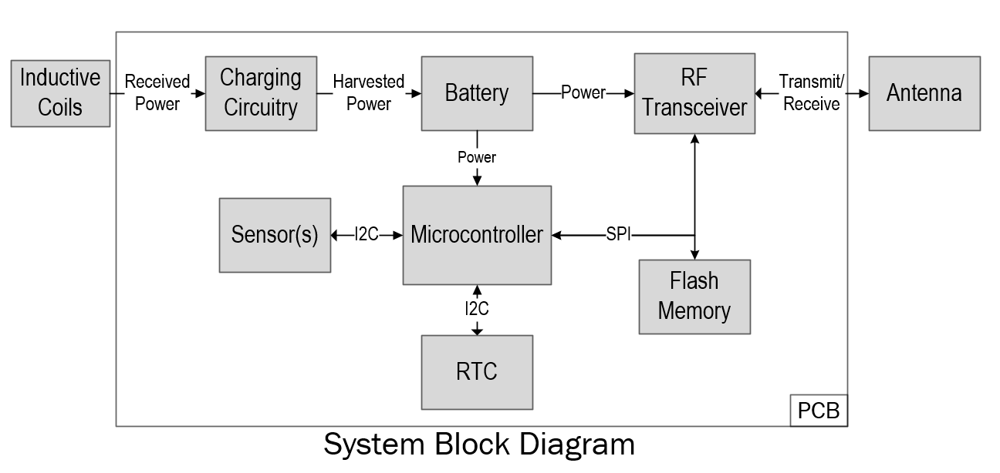 Inductive
Coils
Received
Power
Charging
Circuitry
Harvested
Power
Battery
Power
RF
Transceiver
Transmit/
Receive
Antenna
Power
Sensor(s)
I2C
Microcontroller
SPI
Flash
Memory
I2C
RTC
PCB
System Block Diagram